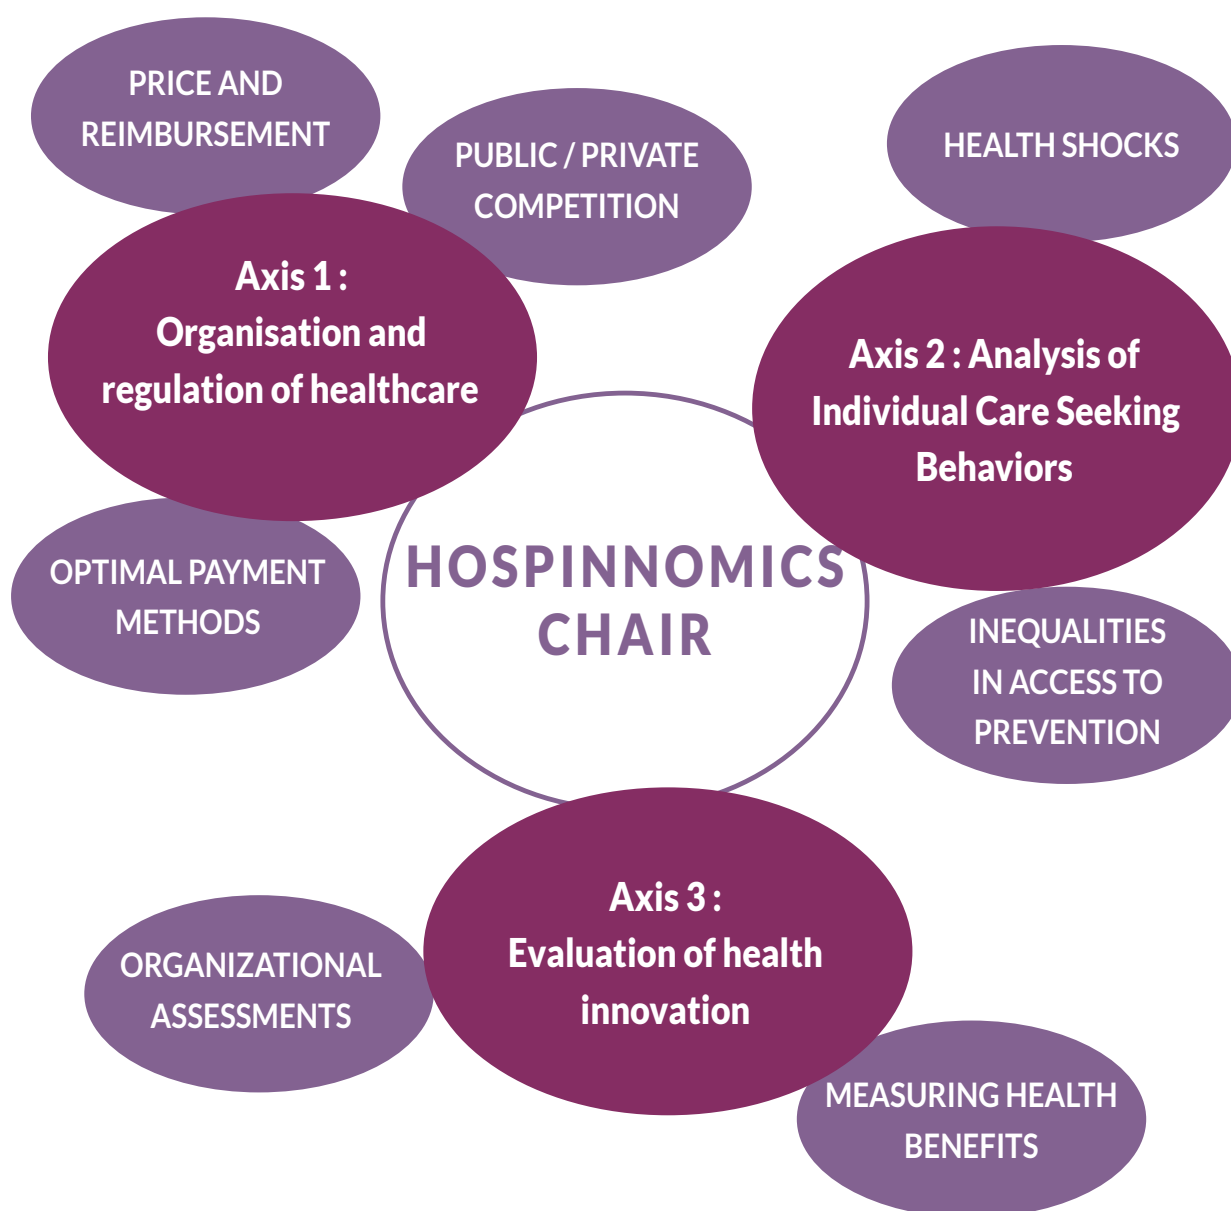 PRICE AND
REIMBURSEMENT
PUBLIC / PRIVATE
COMPETITION
HEALTH SHOCKS
Axis 1 :
Organisation and
regulation of healthcare
Axis 2 : Analysis of
Individual Care Seeking
Behaviors
OPTIMAL PAYMENT
METHODS
HOSPINNOMICS
CHAIR
INEQUALITIES
IN ACCESS TO
PREVENTION
Axis 3 :
Evaluation of health
innovation
ORGANIZATIONAL
ASSESSMENTS
MEASURING HEALTH
BENEFITS